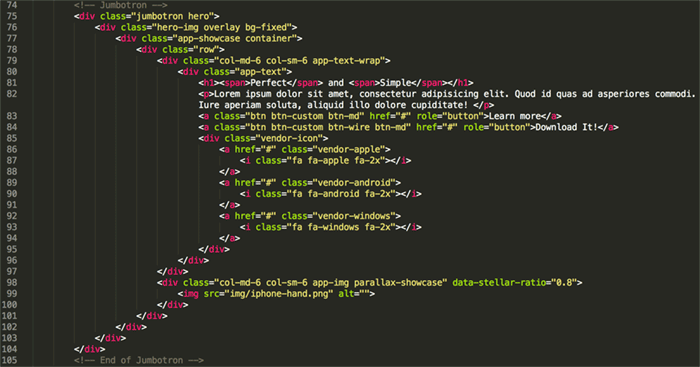 74 <!-- Jumbotron -->
75 <div class="jumbotron hero">
76 <div class="hero-img overlay bg-fixed">
77 <div class="app-showcase container">
78 <div class="row">
79 <div class="col-md-6 col-sm-6 app-text-wrap">
80 <div class="app-text">
81 <h1><span>Perfect</span> and <span>Simple</span></h1>
82 <p>Lorem ipsum dolor sit amet, consectetur adipisicing elit. Quod id quas ad asperiores commodi.
Iure aperiam soluta, aliquid illo dolore cupiditate! </p>
83 <a class="btn btn-custom btn-md" href="#" role="button">Learn more</a>
84 <a class="btn btn-custom btn-wire btn-md" href="#" role="button">Download It!</a>
85 <div class="vendor-icon">
86 <a href="#" class="vendor-apple">
87 <i class="fa fa-apple fa-2x"></i>
88 </a>
89 <a href="#" class="vendor-android">
90 <i class="fa fa-android fa-2x"></i>
91 </a>
92 <a href="#" class="vendor-windows">
93 <i class="fa fa-windows fa-2x"></i>
94 </a>
95 </div>
96 </div>
97 </div>
98 <div class="col-md-6 col-sm-6 app-img parallax-showcase" data-stellar-ratio="0.8">
99 <img src="img/iphone-hand.png" alt="">
100 </div>
101 </div>
102 </div>
103 </div>
104 </div>
105 <!-- End of Jumbotron -->